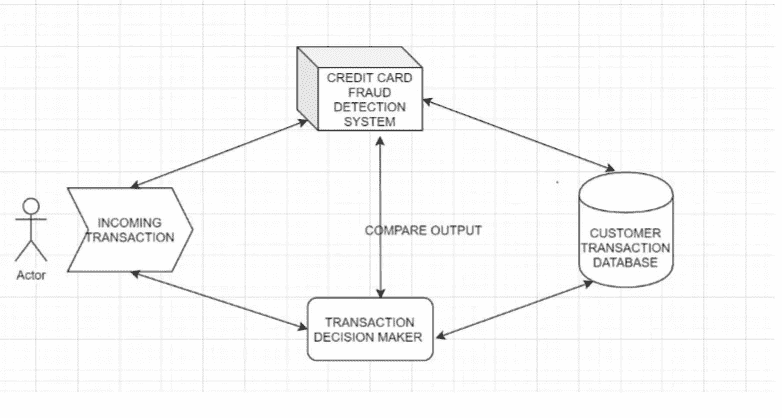 CREDIT CARD
FRAUD
DETECTION
SYSTEM
INCOMING
TRANSACTION
Actor
COMPARE OUTPUT
CUSTOMER
TRANSACTION
DATABASE
TRANSACTION
DECISION MAKER